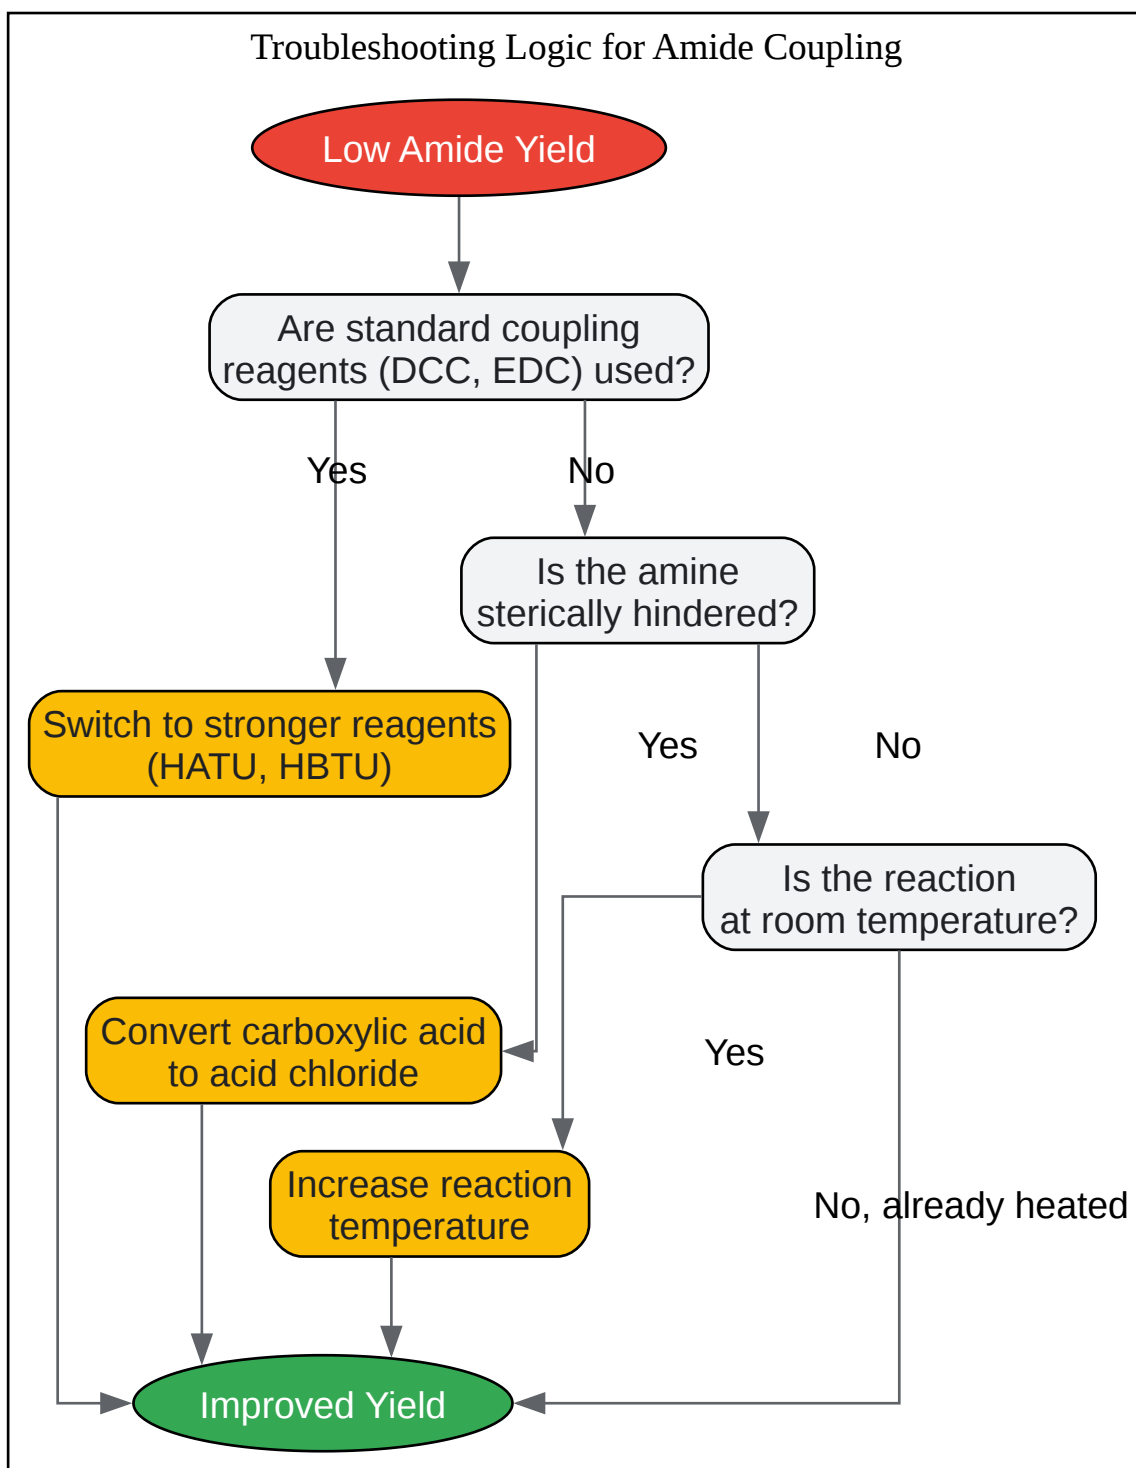 Troubleshooting Logic for Amide Coupling
Low Amide Yield
Are standard coupling
reagents (DCC, EDC) used?
Yes
No
Is the amine
sterically hindered?
Switch to stronger reagents
(HATU, HBTU)
Yes
No
Is the reaction
at room temperature?
Convert carboxylic acid
to acid chloride
Yes
Increase reaction
temperature
No, already heated
Improved Yield